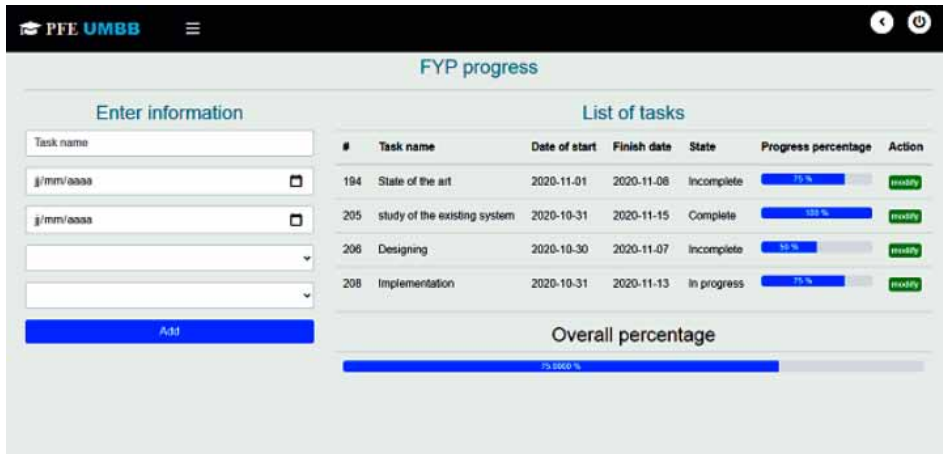 PFE UMBB
FYP progress
Enter information
Task name
jj/mm/aaaa
jj/mm/aaaa
Add
List of tasks
# Task name Date of start Finish date State Progress percentage Action
194 State of the art 2020-11-01 2020-11-08 Incomplete 75 % modify
205 study of the existing system 2020-10-31 2020-11-15 Complete 100 % modify
206 Designing 2020-10-30 2020-11-07 Incomplete 50 % modify
208 Implementation 2020-10-31 2020-11-13 In progress 75 % modify
Overall percentage
75.0000 %